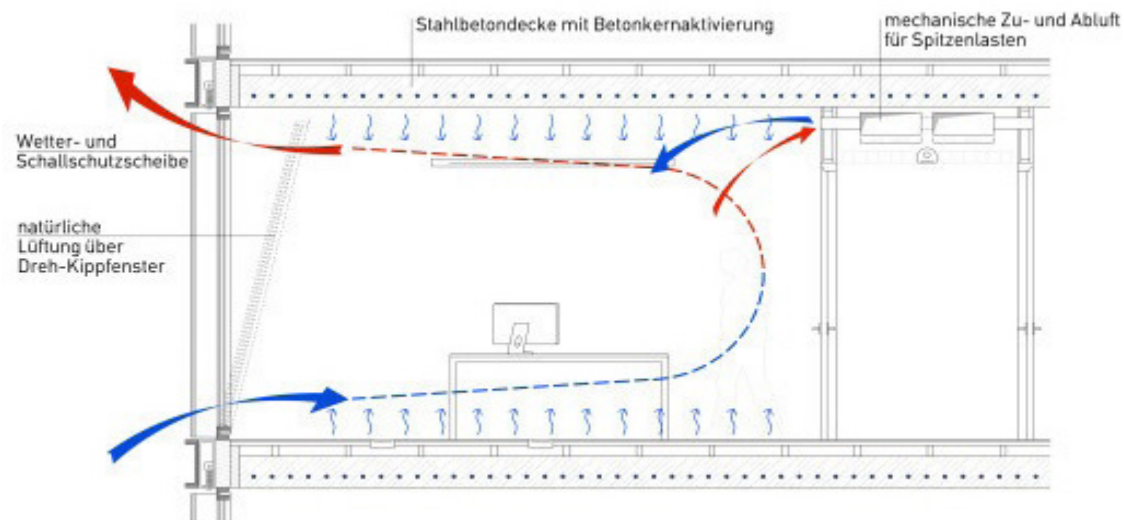 Stahlbetondecke mit Betonkernaktivierung
mechanische Zu- und Abluft
für Spitzenlasten
Wetter- und
Schallschutzscheibe
natürliche
Lüftung über
Dreh-Kippfenster